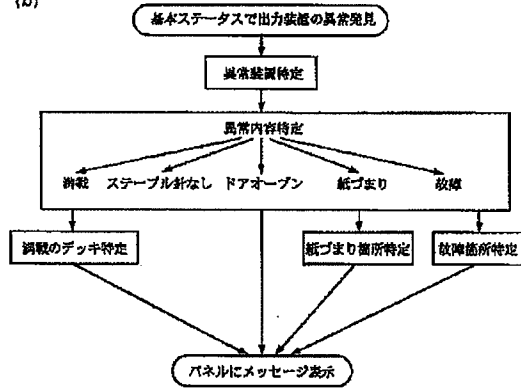 (b)
基本ステータスで出力装置の異常発見
異常装置特定
異常内容特定
満載 ステープル針なし ドアオープン 紙づまり 故障
満載のデッキ特定 紙づまり箇所特定 故障箇所特定
パネルにメッセージ表示